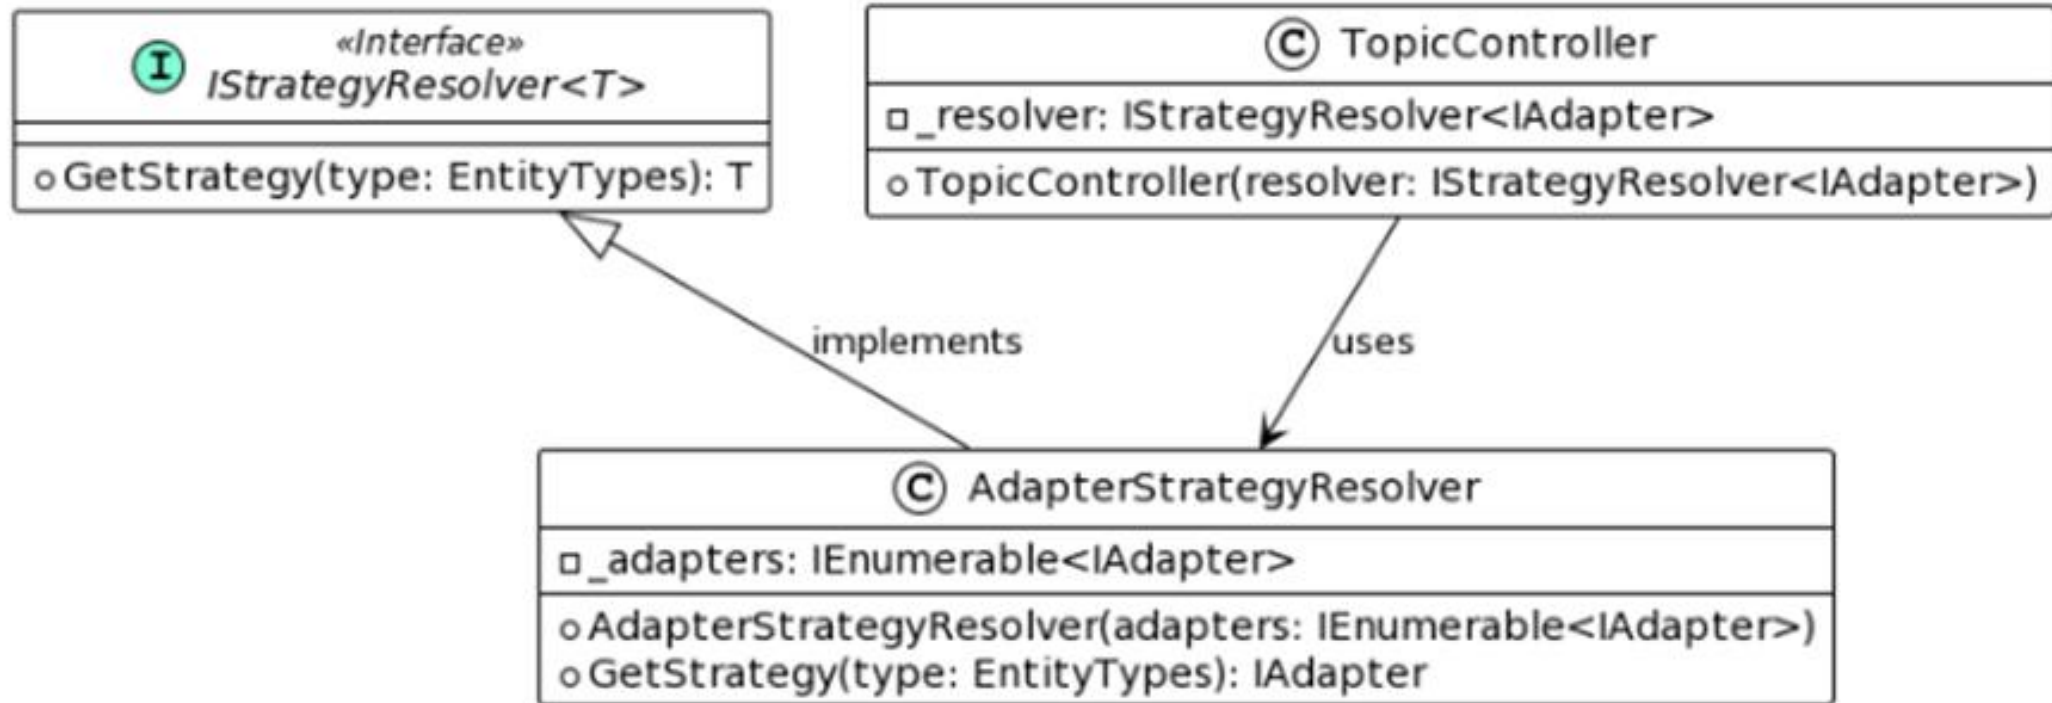 «Interface»
I IStrategyResolver<T>
GetStrategy(type: EntityTypes): T
C TopicController
_resolver: IStrategyResolver<IAdapter>
TopicController(resolver: IStrategyResolver<IAdapter>)
implements
uses
C AdapterStrategyResolver
_adapters: IEnumerable<IAdapter>
AdapterStrategyResolver(adapters: IEnumerable<IAdapter>)
GetStrategy(type: EntityTypes): IAdapter